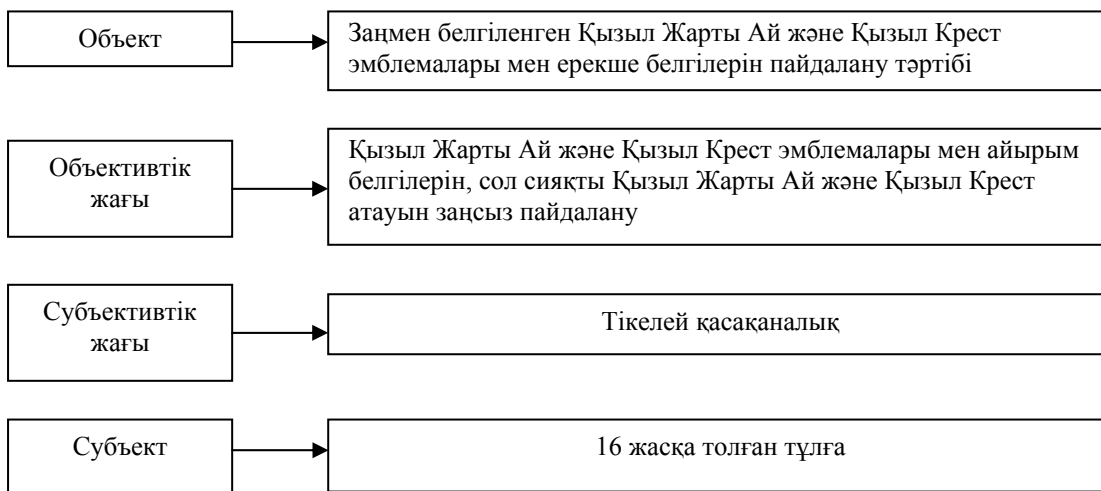 Объект
Заңмен белгіленген Қызыл Жарты Ай және Қызыл Крест
эмблемалары мен ерекше белгілерін пайдалану тәртібі
Объективтік
жағы
Қызыл Жарты Ай және Қызыл Крест эмблемалары мен айырым
белгілерін, сол сияқты Қызыл Жарты Ай және Қызыл Крест
атауын заңсыз пайдалану
Субъективтік
жағы
Тікелей қасақаналық
Субъект
16 жасқа толған тұлға